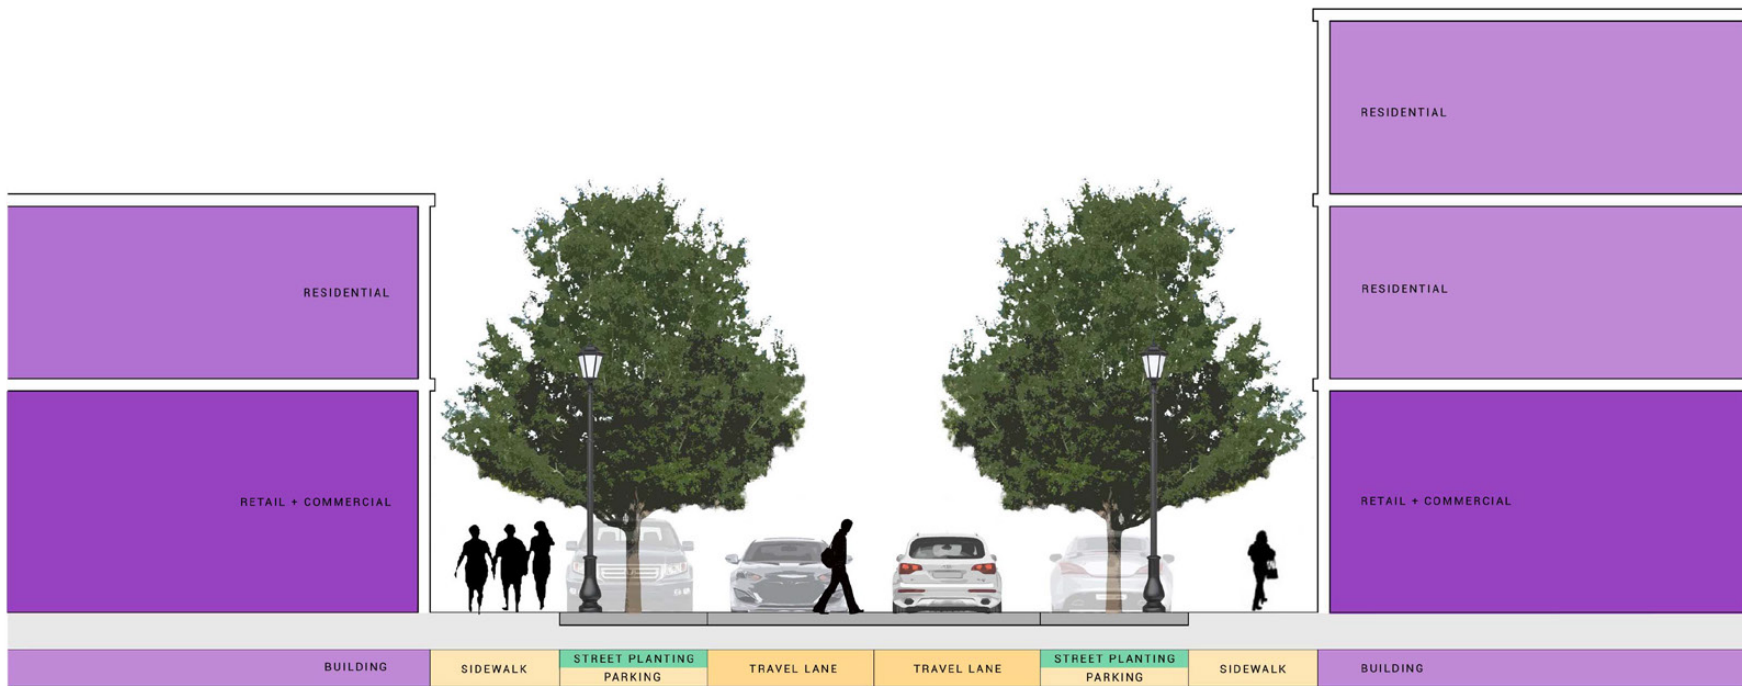 RESIDENTIAL
RESIDENTIAL
RESIDENTIAL
RETAIL + COMMERCIAL
RETAIL + COMMERCIAL
BUILDING
SIDEWALK
STREET PLANTING
PARKING
TRAVEL LANE
TRAVEL LANE
STREET PLANTING
PARKING
SIDEWALK
BUILDING